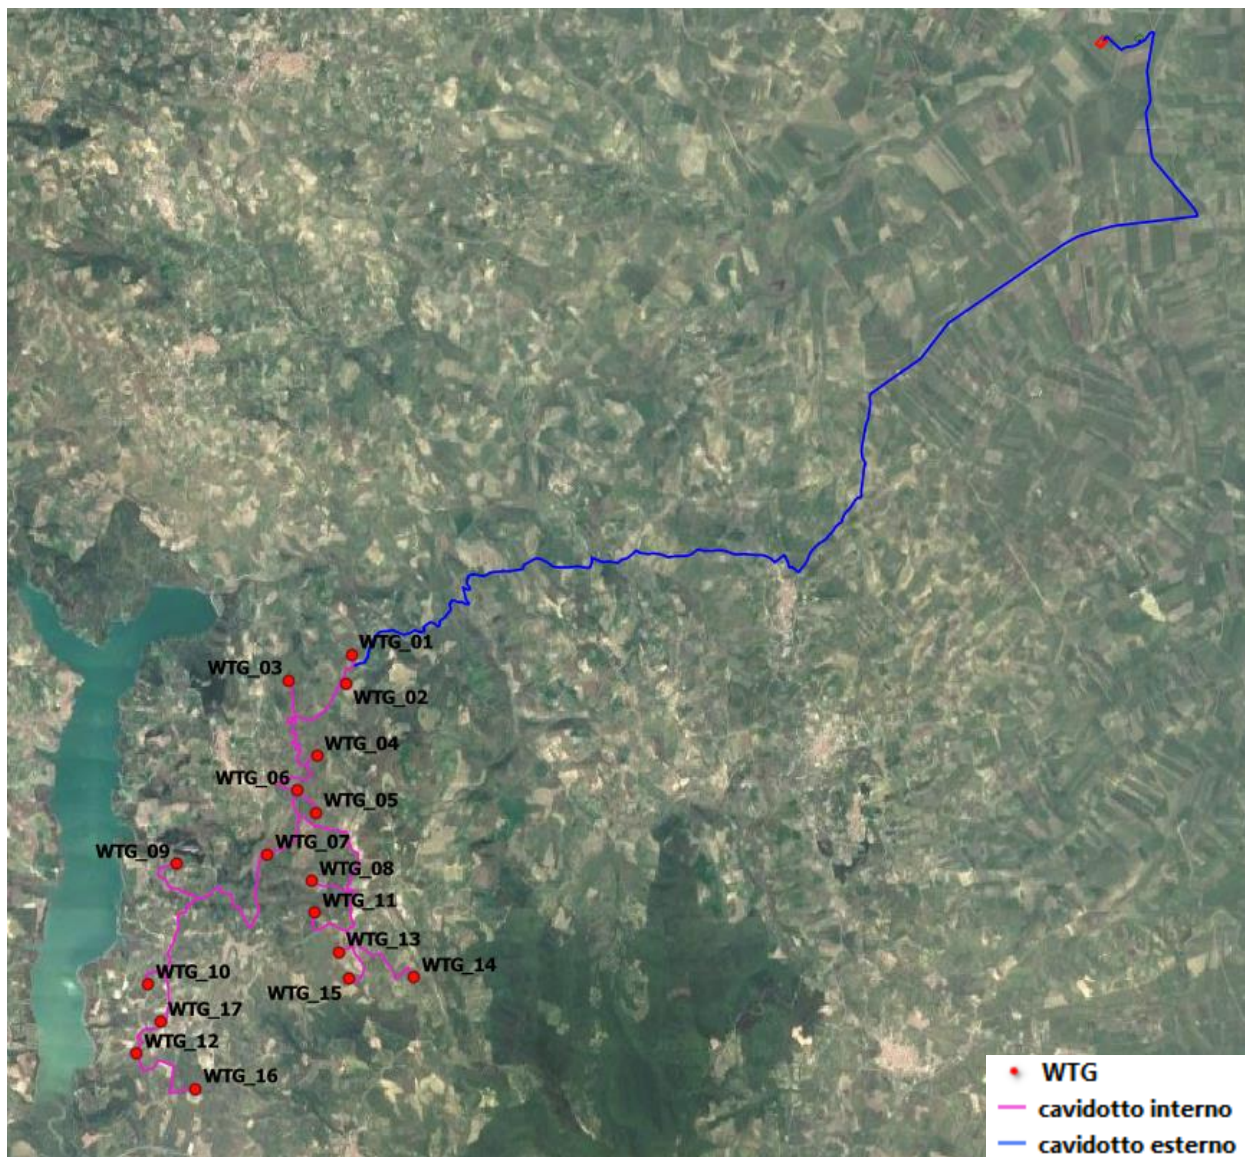 WTG_01
WTG_03
WTG_02
WTG_04
WTG_06
WTG_05
WTG_07
WTG_09
WTG_08
WTG_11
WTG_13
WTG_10
WTG_14
WTG_15
WTG_17
WTG_12
WTG_16
WTG
cavidotto interno
cavidotto esterno